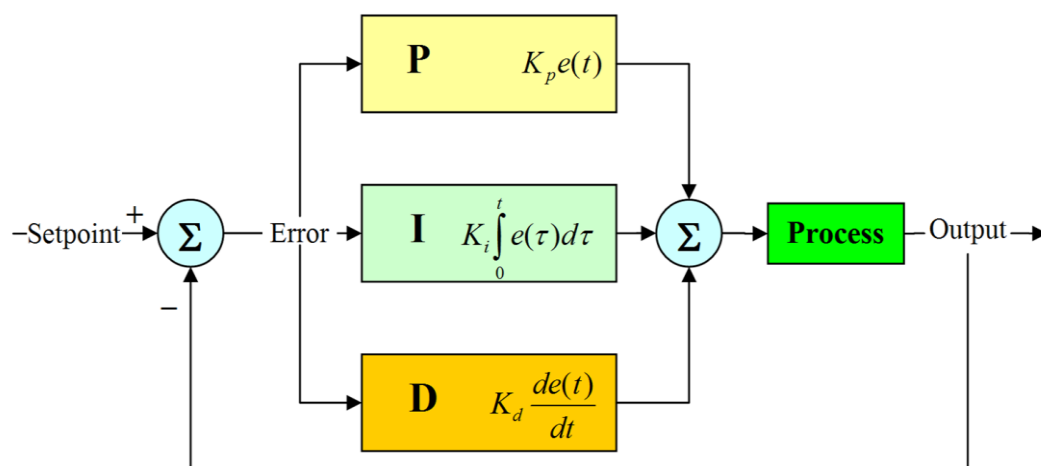 P K_p e(t)
Setpoint + Σ Error I K_i ∫_0^t e(τ)dτ Σ Process Output
−
D K_d de(t)/dt